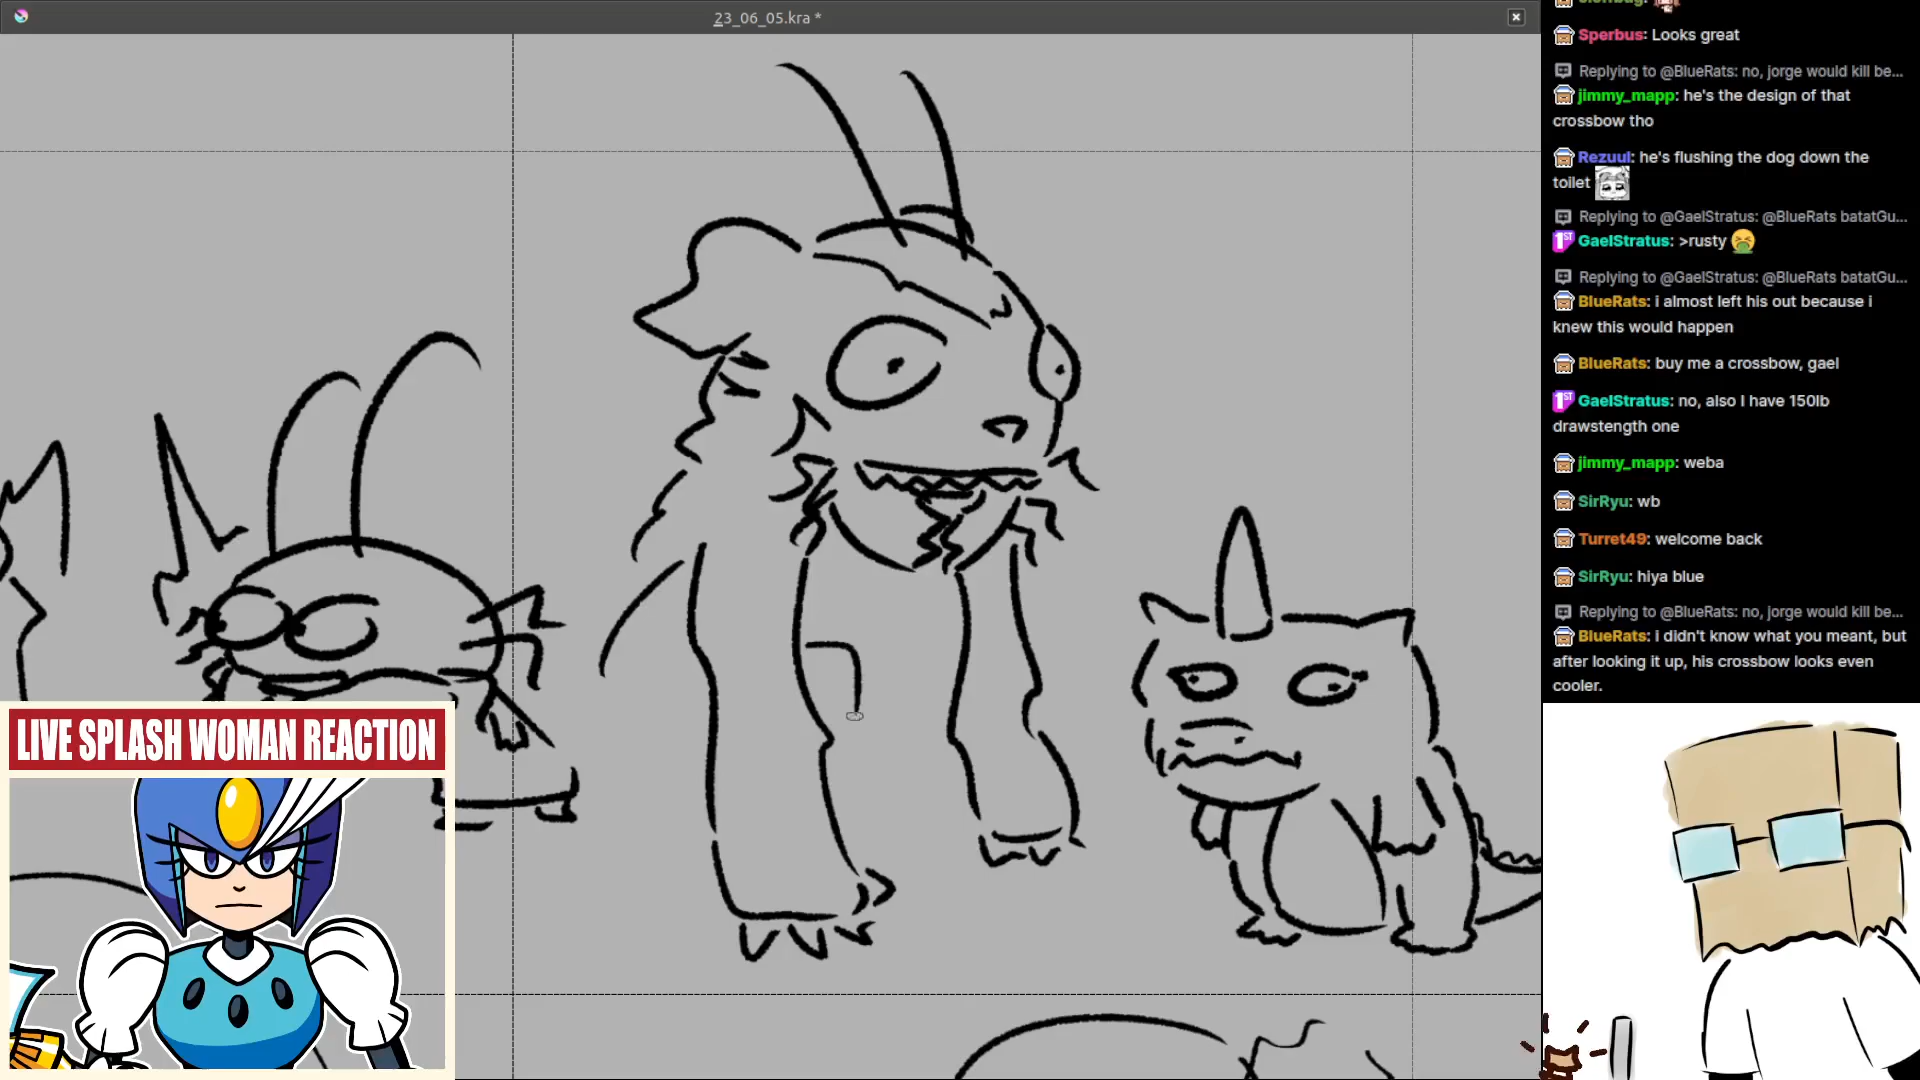 23_06_05.kra *
Sperbus: Looks great
Replying to @BlueRats: no, jorge would kill be...
jimmy_mapp: he's the design of that
crossbow tho
Rezuul: he's flushing the dog down the
toilet
Replying to @GaelStratus: @BlueRats batatGu...
1ST GaelStratus: >rusty
Replying to @GaelStratus: @BlueRats batatGu...
BlueRats: i almost left his out because i
knew this would happen
BlueRats: buy me a crossbow, gael
1ST GaelStratus: no, also I have 150lb
drawstength one
jimmy_mapp: weba
SirRyu: wb
Turret49: welcome back
SirRyu: hiya blue
Replying to @BlueRats: no, jorge would kill be...
BlueRats: i didn't know what you meant, but
after looking it up, his crossbow looks even
cooler.
LIVE SPLASH WOMAN REACTION